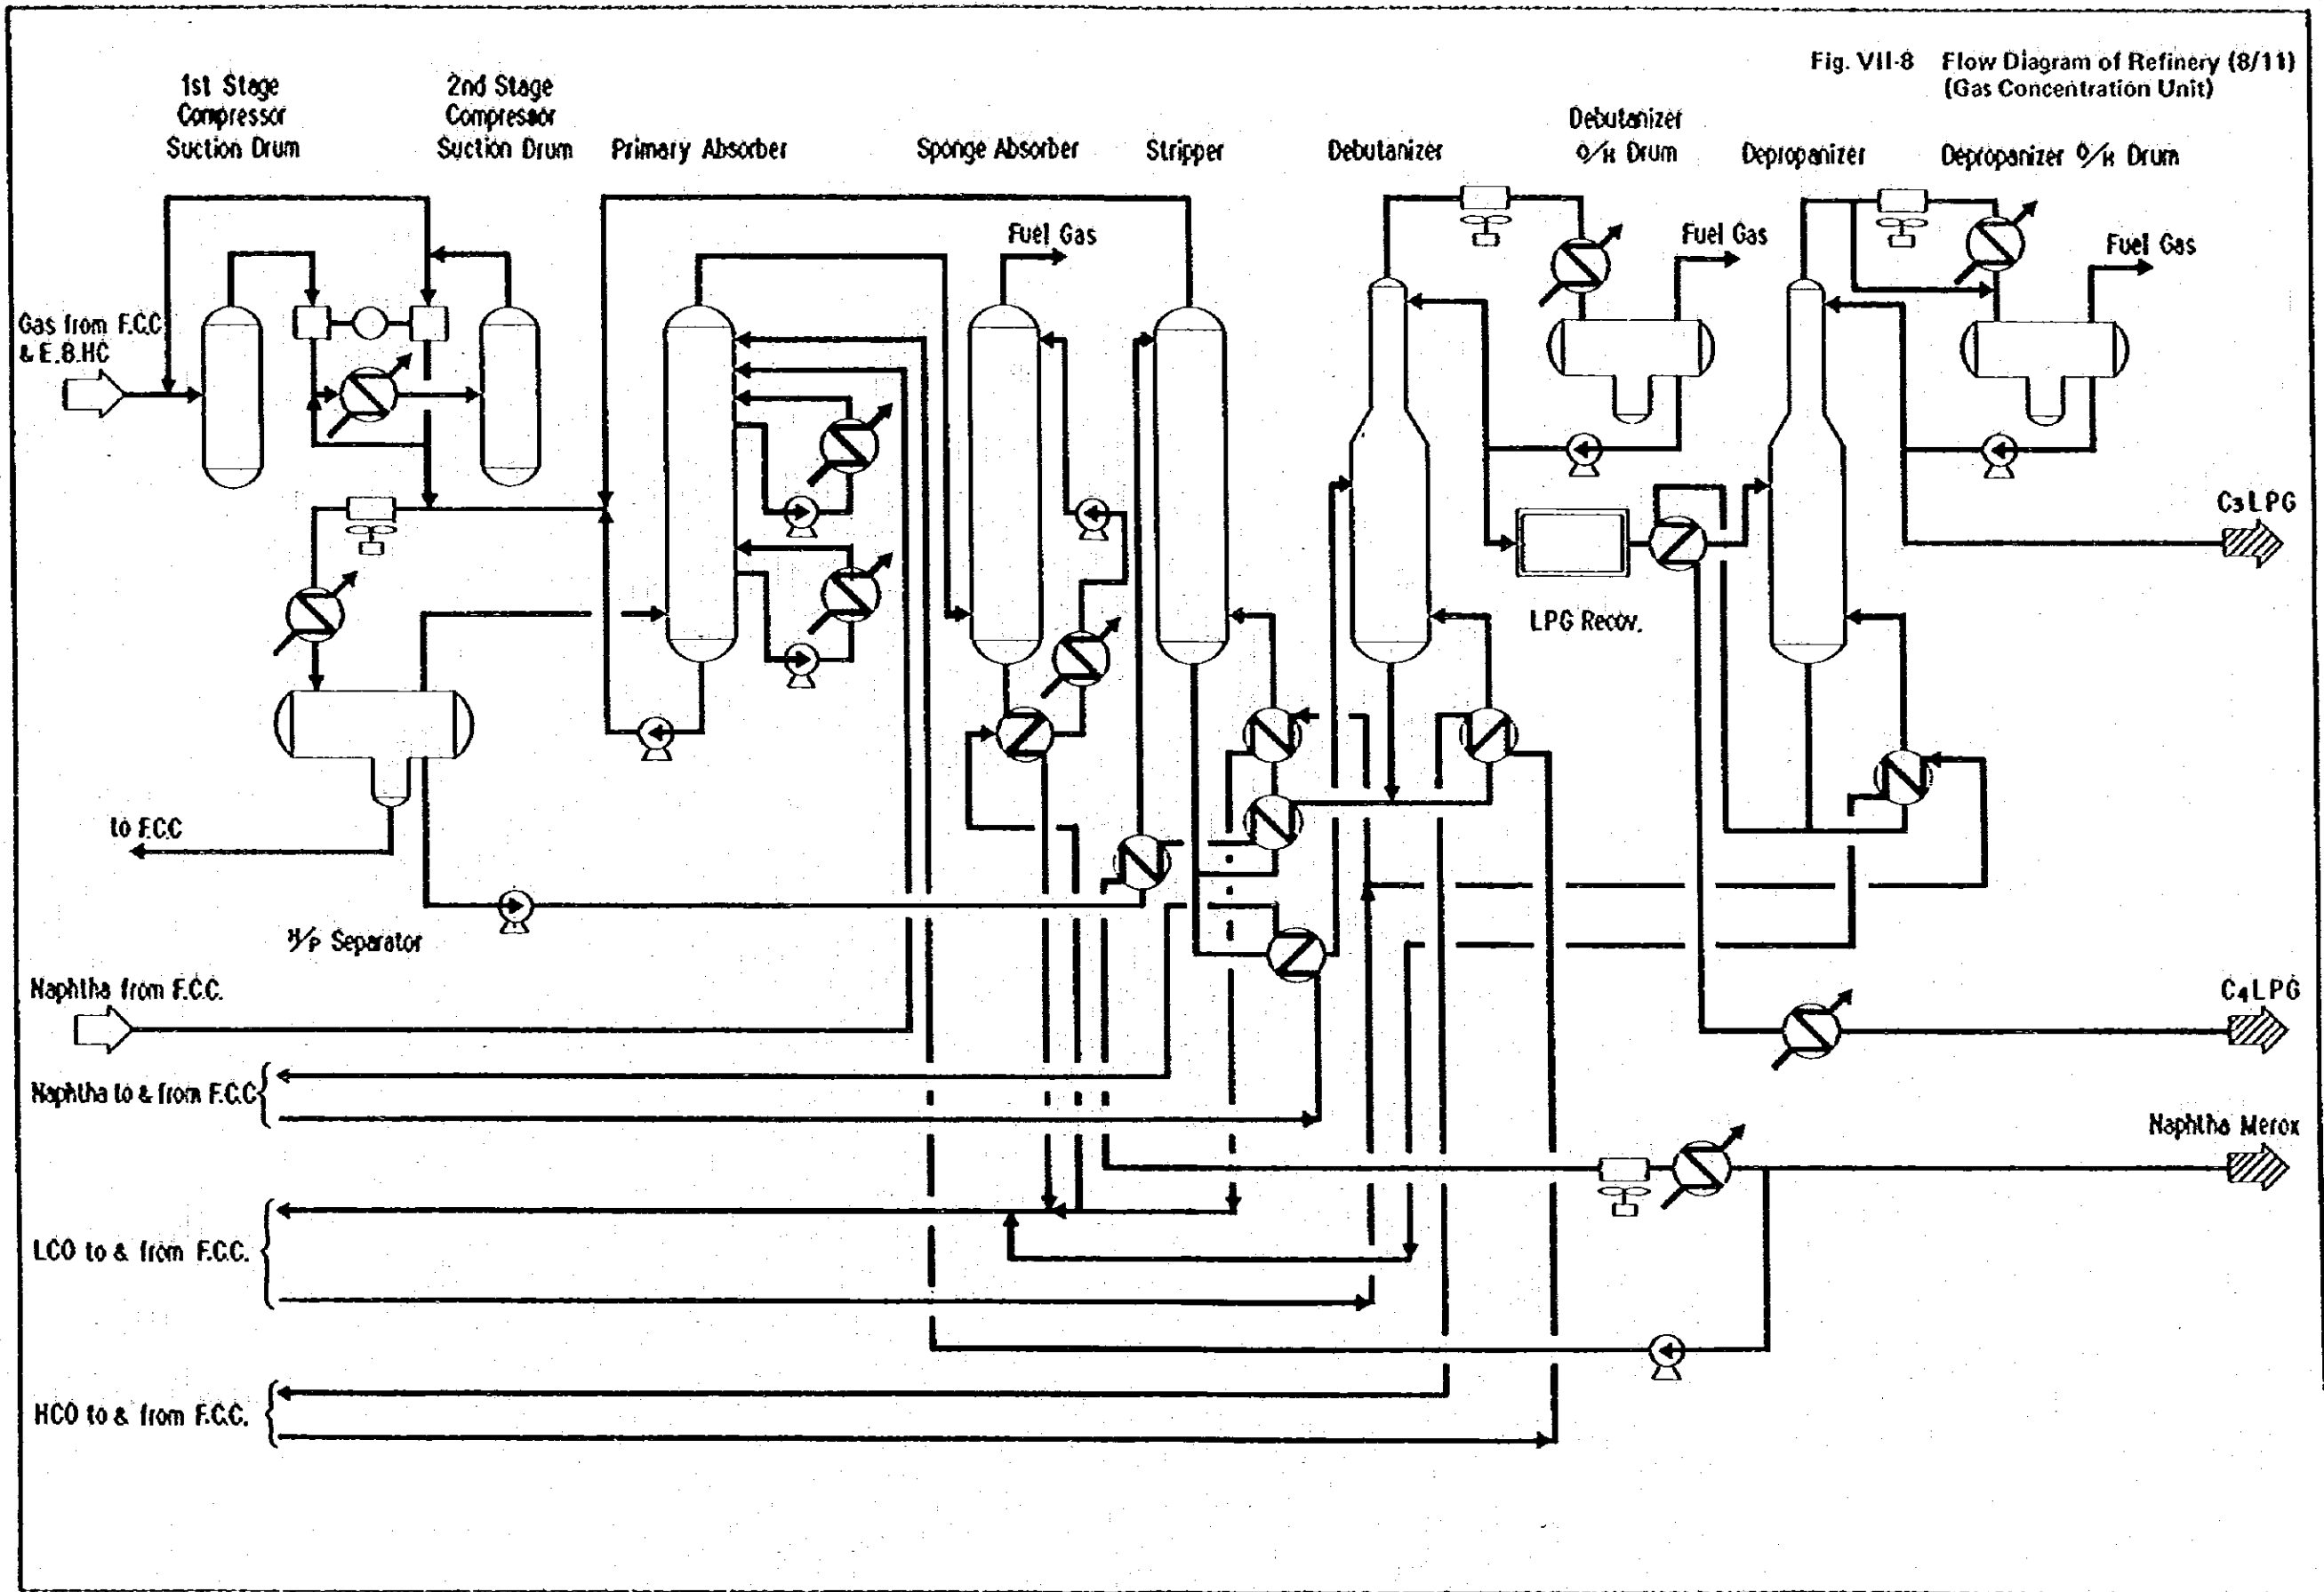 Fig. VII-8 Flow Diagram of Refinery (8/11)
(Gas Concentration Unit)
1st Stage
Compressor
Suction Drum
2nd Stage
Compressor
Suction Drum
Primary Absorber
Sponge Absorber
Stripper
Debutanizer
Debutanizer
O/H Drum
Depropanizer
Depropanizer O/H Drum
Fuel Gas
Fuel Gas
Fuel Gas
Gas from F.C.C
& E.B.HC
C3 LPG
LPG Recov.
to F.C.C
H/P Separator
Naphtha from F.C.C.
C4 LPG
Naphtha to & from F.C.C
Naphtha Merox
LCO to & from F.C.C.
HCO to & from F.C.C.